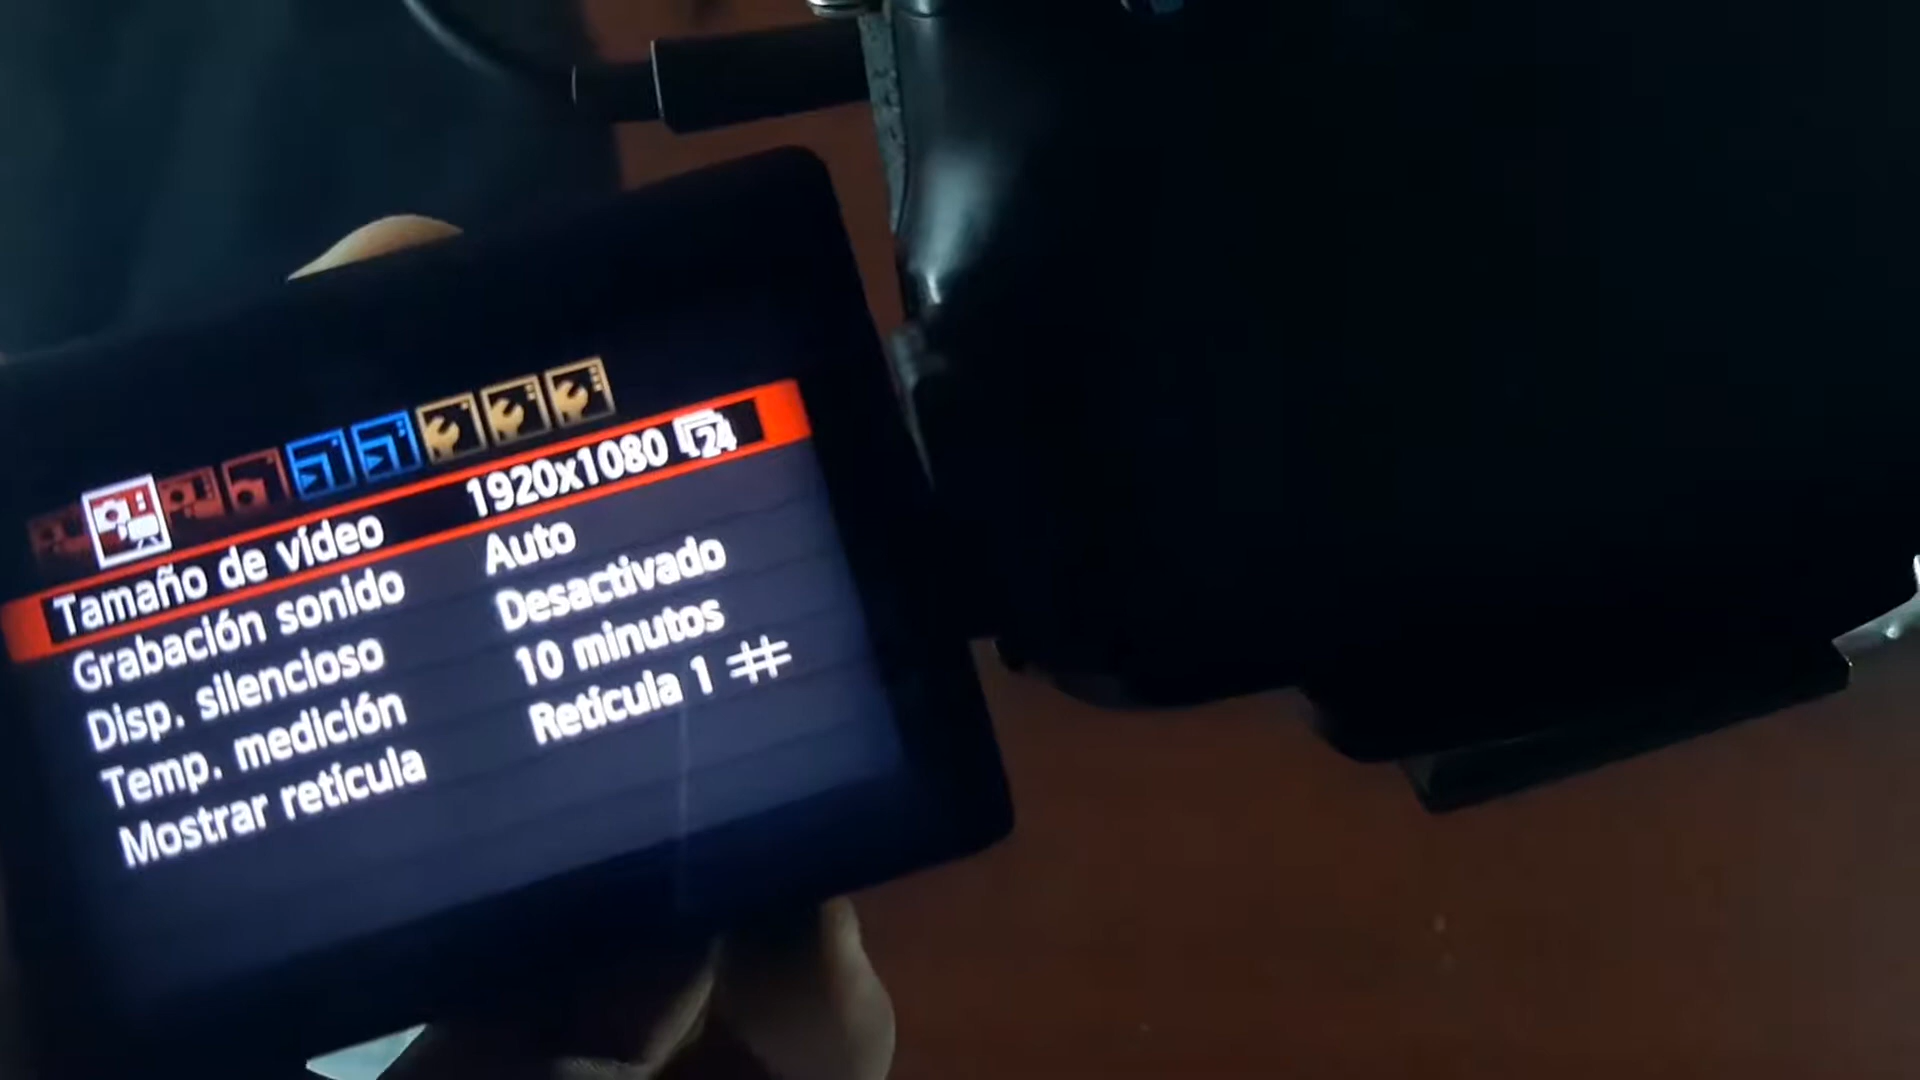 Tamaño de vídeo 1920x1080 24
Grabación sonido Auto
Disp. silencioso Desactivado
Temp. medición 10 minutos
Mostrar retícula Retícula 1